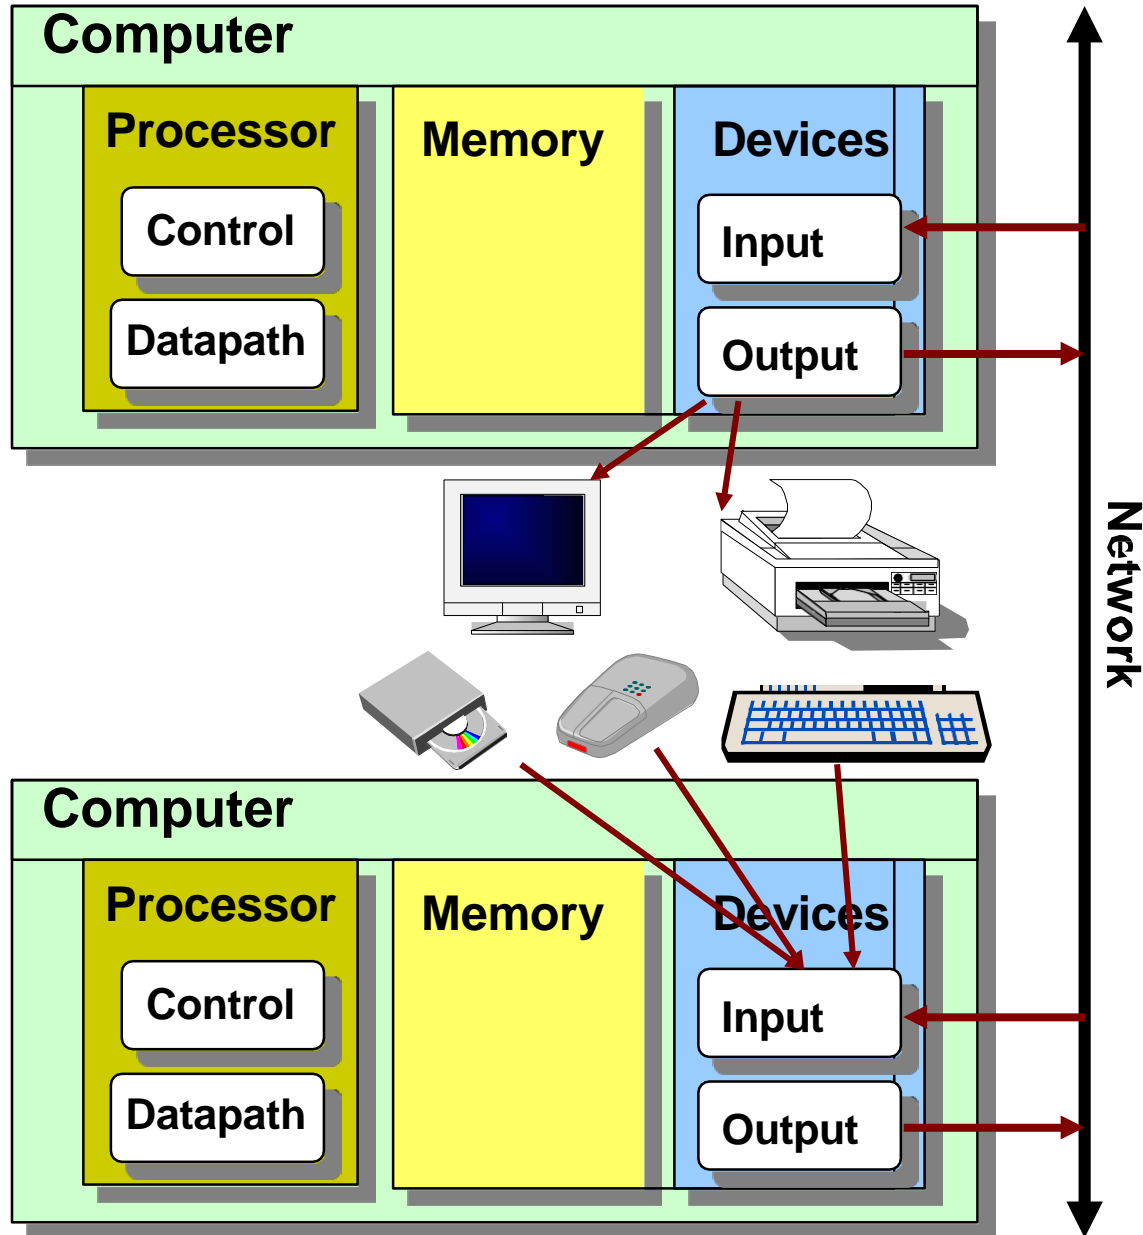 Computer
Processor
Memory
Devices
Control
Input
Datapath
Output
Network
Computer
Processor
Memory
Devices
Control
Input
Datapath
Output